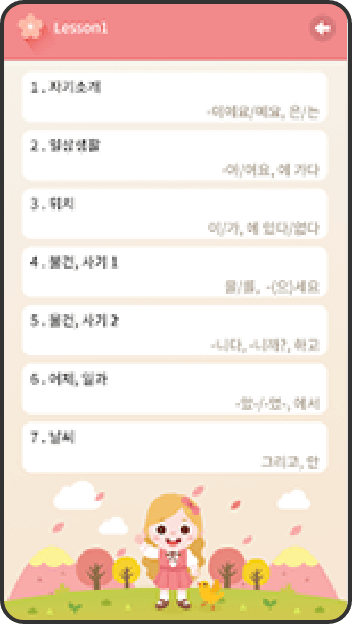 Lesson1
1. 자기소개
-이에요/예요, 은/는
2. 일상생활
-아/어요, 에 가다
3. 위치
이/가, 에 있다/없다
4. 물건, 사기 1
을/를, -(으)세요
5. 물건, 사기 2
-니다, -니까?, 하고
6. 어제, 일과
-았-/-었-, 에서
7. 날씨
그리고, 안